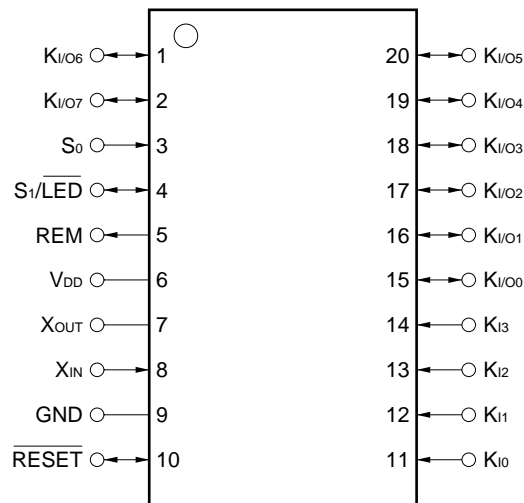 KI/O6 1 20 KI/O5
KI/O7 2 19 KI/O4
S0 3 18 KI/O3
S1/LED 4 17 KI/O2
REM 5 16 KI/O1
VDD 6 15 KI/O0
XOUT 7 14 KI3
XIN 8 13 KI2
GND 9 12 KI1
RESET 10 11 KI0